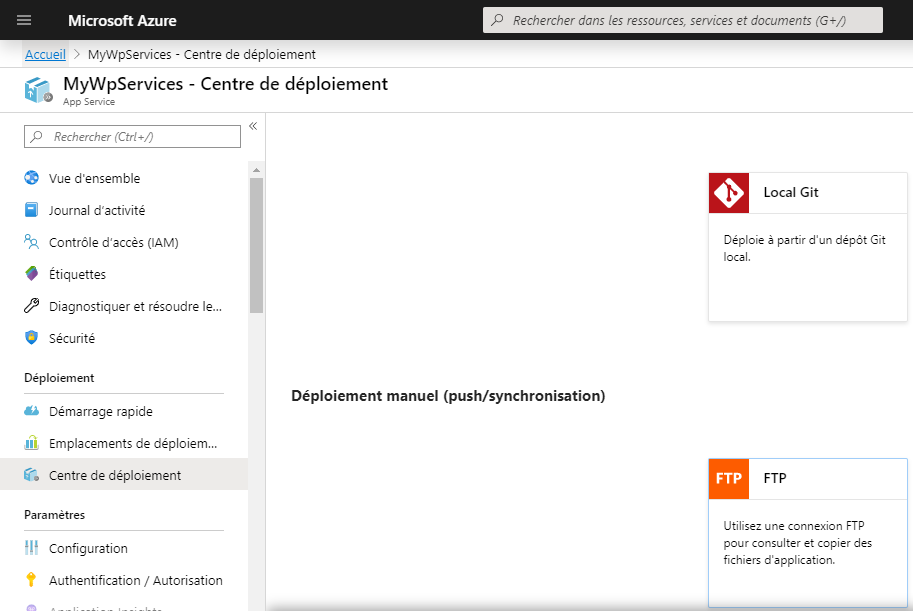 Microsoft Azure
Rechercher dans les ressources, services et documents (G+/)
Accueil > MyWpServices - Centre de déploiement
MyWpServices - Centre de déploiement
App Service
Rechercher (Ctrl+/)
«
Vue d'ensemble
Journal d'activité
Contrôle d'accès (IAM)
Étiquettes
Diagnostiquer et résoudre le...
Sécurité
Déploiement
Démarrage rapide
Emplacements de déploiem...
Centre de déploiement
Paramètres
Configuration
Authentification / Autorisation
Application Insights
Local Git
Déploie à partir d'un dépôt Git
local.
Déploiement manuel (push/synchronisation)
FTP FTP
Utilisez une connexion FTP
pour consulter et copier des
fichiers d'application.